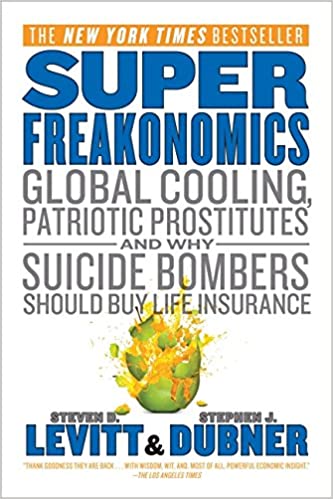 THE NEW YORK TIMES BESTSELLER
SUPER
FREAKONOMICS
GLOBAL COOLING,
PATRIOTIC PROSTITUTES
AND WHY
SUICIDE BOMBERS
SHOULD BUY LIFE INSURANCE
STEVEN D. STEPHEN J.
LEVITT & DUBNER
"THANK GOODNESS THEY ARE BACK . . . WITH WISDOM, WIT, AND, MOST OF ALL, POWERFUL ECONOMIC INSIGHT."
—THE LOS ANGELES TIMES